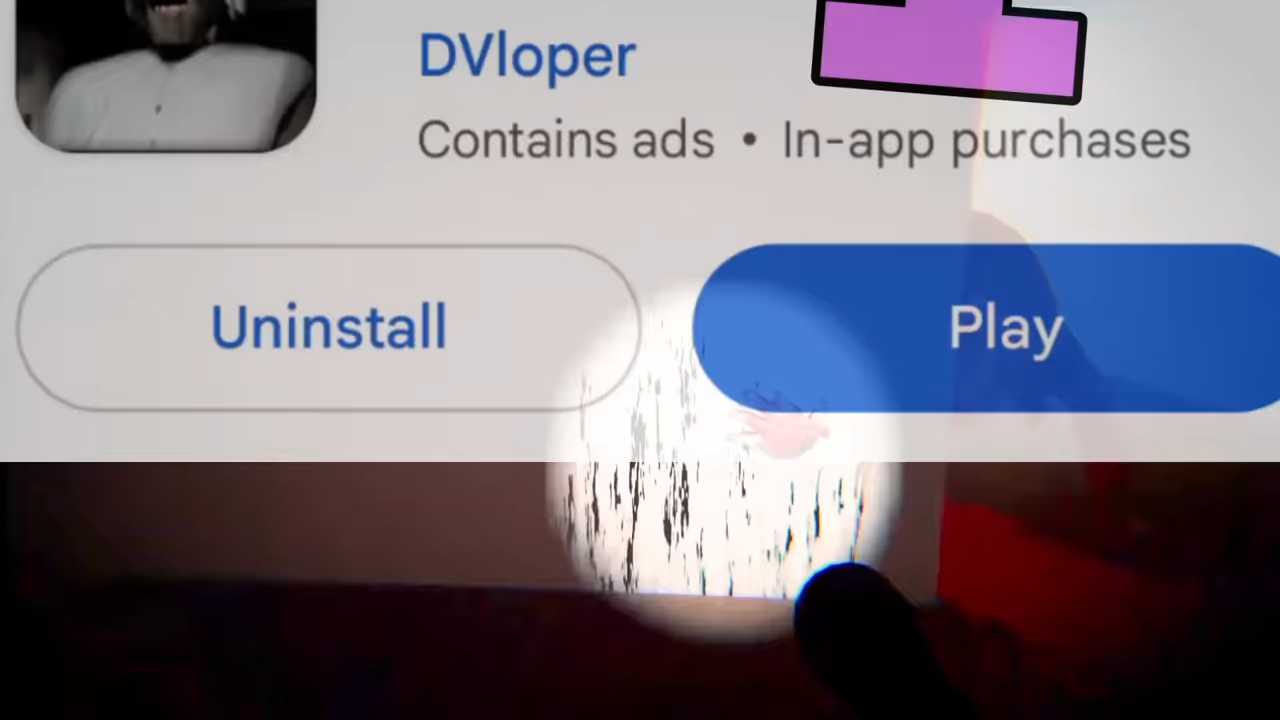 DVloper
Contains ads • In-app purchases
Uninstall
Play